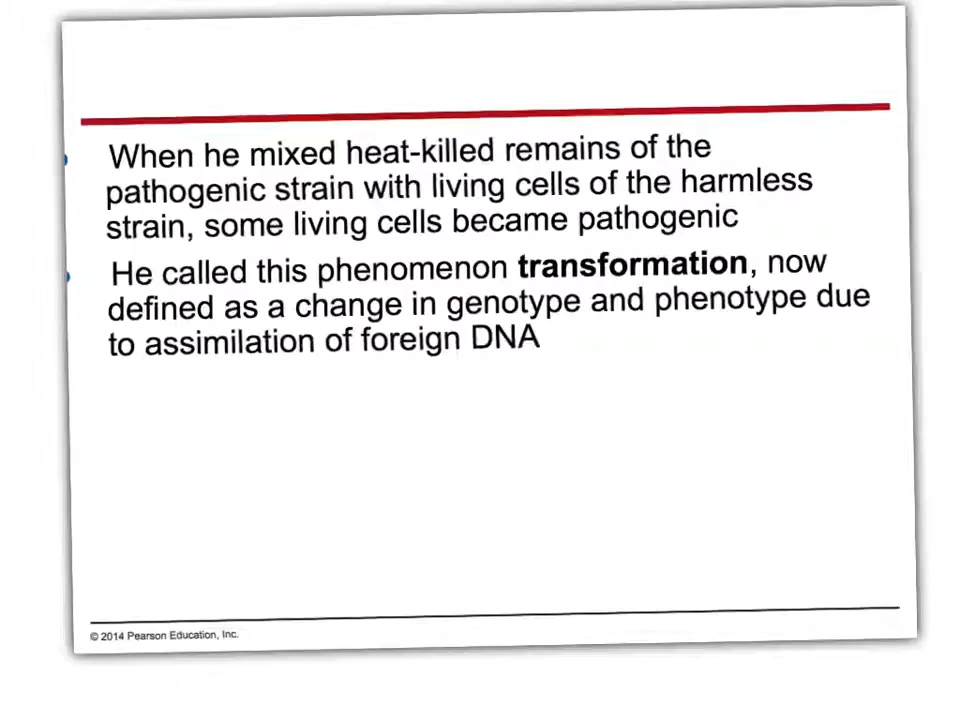 When he mixed heat-killed remains of the
pathogenic strain with living cells of the harmless
strain, some living cells became pathogenic
He called this phenomenon transformation, now
defined as a change in genotype and phenotype due
to assimilation of foreign DNA
© 2014 Pearson Education, Inc.